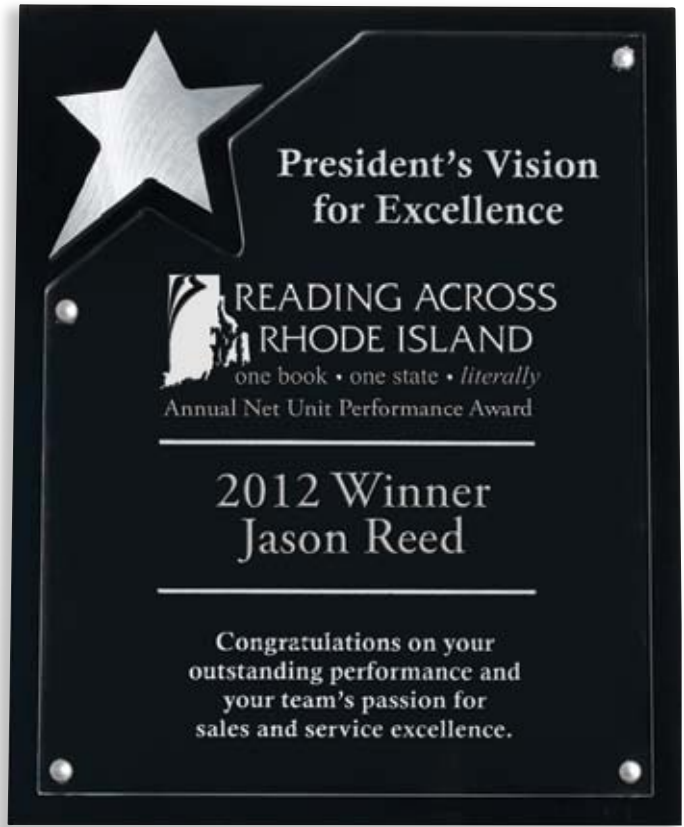 President's Vision
for Excellence
READING ACROSS
RHODE ISLAND
one book • one state • literally
Annual Net Unit Performance Award
2012 Winner
Jason Reed
Congratulations on your
outstanding performance and
your team's passion for
sales and service excellence.